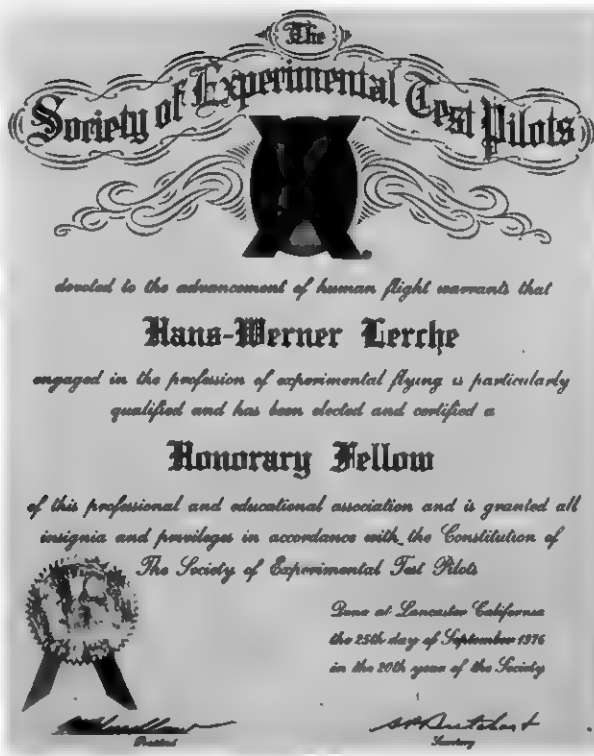 The
Society of Experimental Test Pilots
devoted to the advancement of human flight warrants that
Hans-Werner Lerche
engaged in the profession of experimental flying is particularly
qualified and has been elected and certified a
Honorary Fellow
of this professional and educational association and is granted all
insignia and privileges in accordance with the Constitution of
The Society of Experimental Test Pilots
Done at Lancaster California
the 25th day of September 1976
in the 20th year of the Society
President
Secretary